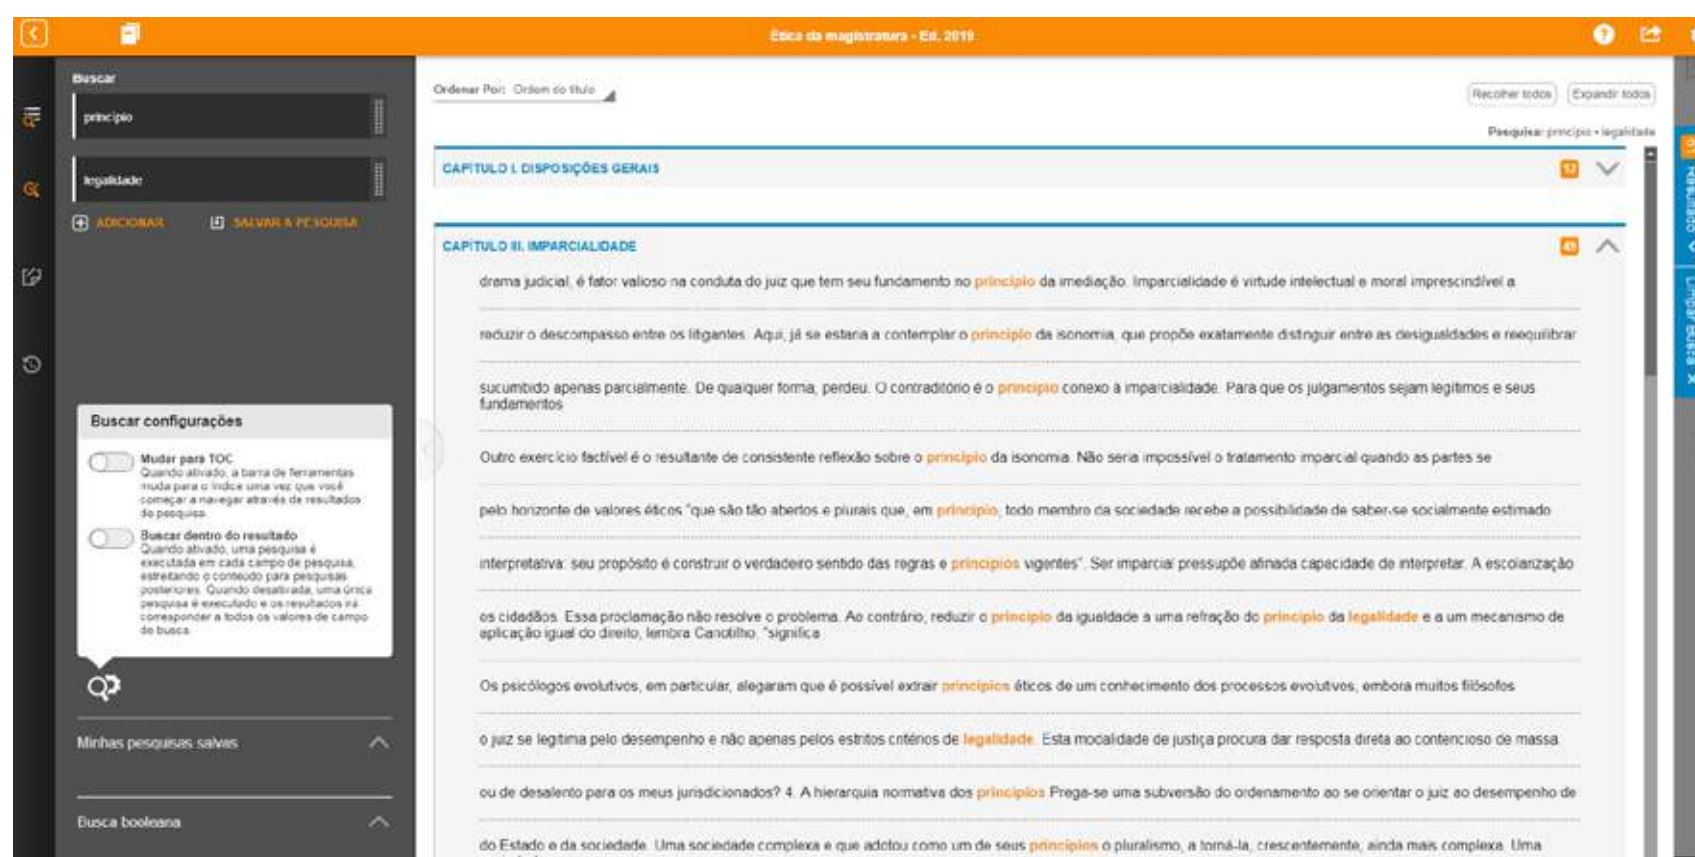 Ética da magistratura - Ed. 2019
?
Buscar
princípio
legalidade
ADICIONAR
SALVAR A PESQUISA
Buscar configurações
Mudar para TOC
Quando ativado, a barra de ferramentas
muda para o índice uma vez que você
começar a navegar através de resultados
de pesquisa.
Buscar dentro do resultado
Quando ativado, uma pesquisa é
executada em cada campo de pesquisa,
estreitando o conteúdo para pesquisas
posteriores. Quando desativada, uma única
pesquisa é executado e os resultados irá
corresponder a todos os valores de campo
de busca
Minhas pesquisas salvas
Busca booleana
Ordenar Por: Ordem do título
Recolher todos
Expandir todos
Pesquisa: princípio • legalidade
CAPÍTULO I. DISPOSIÇÕES GERAIS
CAPÍTULO III. IMPARCIALIDADE
drama judicial, é fator valioso na conduta do juiz que tem seu fundamento no princípio da imediação. Imparcialidade é virtude intelectual e moral imprescindível a
reduzir o descompasso entre os litigantes. Aqui, já se estaria a contemplar o princípio da isonomia, que propõe exatamente distinguir entre as desigualdades e reequilibrar
sucumbido apenas parcialmente. De qualquer forma, perdeu. O contraditório é o princípio conexo à imparcialidade. Para que os julgamentos sejam legítimos e seus
fundamentos
Outro exercício factível é o resultante de consistente reflexão sobre o princípio da isonomia. Não seria impossível o tratamento imparcial quando as partes se
pelo horizonte de valores éticos "que são tão abertos e plurais que, em princípio, todo membro da sociedade recebe a possibilidade de saber-se socialmente estimado
interpretativa: seu propósito é construir o verdadeiro sentido das regras e princípios vigentes". Ser imparcial pressupõe afinada capacidade de interpretar. A escolarização
os cidadãos. Essa proclamação não resolve o problema. Ao contrário, reduzir o princípio da igualdade a uma refração do princípio da legalidade e a um mecanismo de
aplicação igual do direito, lembra Canotilho, "significa
Os psicólogos evolutivos, em particular, alegaram que é possível extrair princípios éticos de um conhecimento dos processos evolutivos, embora muitos filósofos
o juiz se legitima pelo desempenho e não apenas pelos estritos critérios de legalidade. Esta modalidade de justiça procura dar resposta direta ao contencioso de massa
ou de desalento para os meus jurisdicionados? 4. A hierarquia normativa dos princípios Prega-se uma subversão do ordenamento ao se orientar o juiz ao desempenho de
do Estado e da sociedade. Uma sociedade complexa e que adotou como um de seus princípios o pluralismo, a torná-la, crescentemente, ainda mais complexa. Uma
Resultado
Limpar Busca X